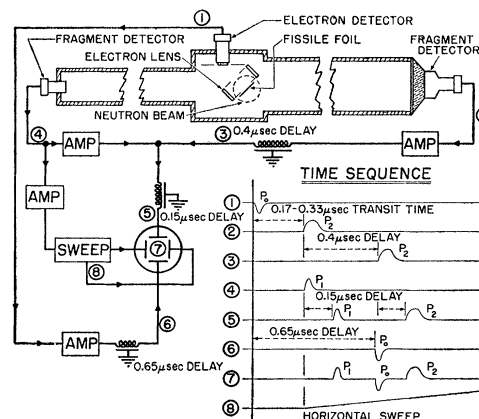 ①
ELECTRON DETECTOR
FRAGMENT DETECTOR
FISSILE FOIL
ELECTRON LENS
FRAGMENT
DETECTOR
NEUTRON BEAM
③
0.4μsec DELAY
④
AMP
AMP
TIME SEQUENCE
AMP
⑤
0.15μsec DELAY
SWEEP
⑦
⑧
⑥
AMP
0.65μsec DELAY
① P₀ 0.17-0.33μsec TRANSIT TIME
② P₂
0.4μsec DELAY
③ P₂
④ P₁
0.15μsec DELAY
⑤ P₁ P₂
0.65μsec DELAY
⑥ P₀
⑦ P₁ P₀ P₂
⑧
HORIZONTAL SWEEP